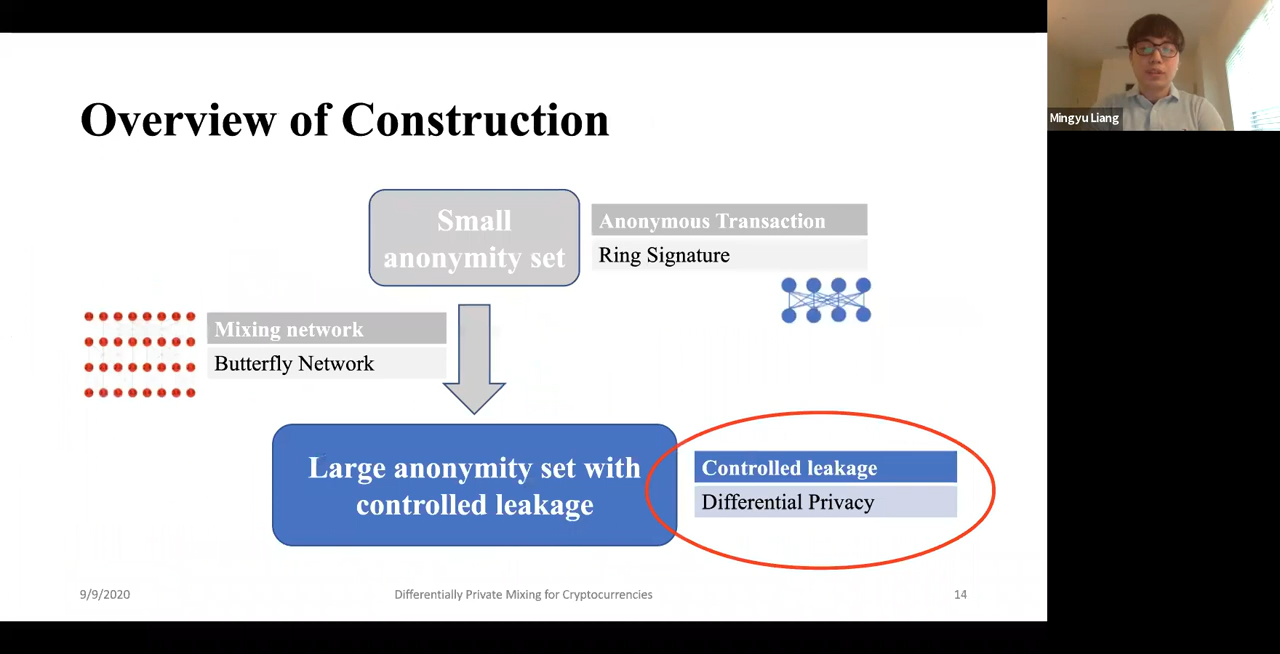 Mingyu Liang
Overview of Construction
Small
anonymity set
Anonymous Transaction
Ring Signature
Mixing network
Butterfly Network
Large anonymity set with
controlled leakage
Controlled leakage
Differential Privacy
9/9/2020
Differentially Private Mixing for Cryptocurrencies
14